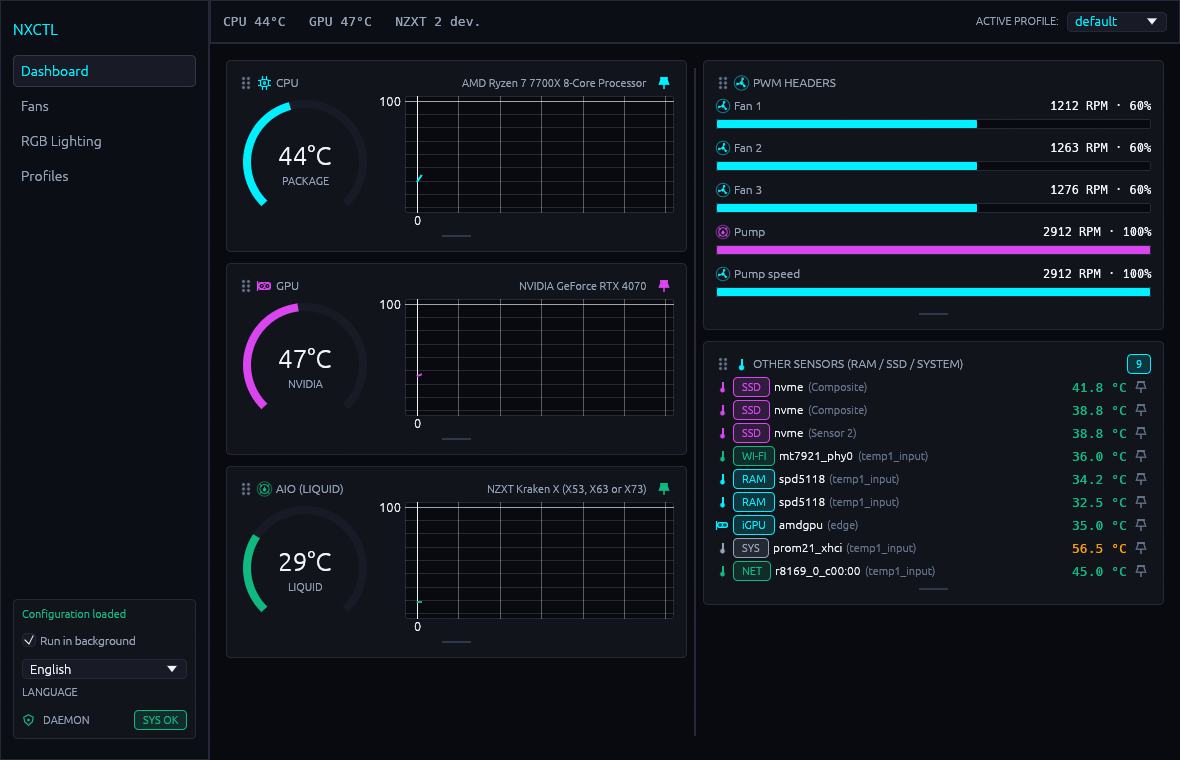 NXCTL
Dashboard
Fans
RGB Lighting
Profiles
Configuration loaded
Run in background
English
LANGUAGE
DAEMON SYS OK
CPU 44°C GPU 47°C NZXT 2 dev.
ACTIVE PROFILE: default
CPU AMD Ryzen 7 7700X 8-Core Processor
100
44°C
PACKAGE
0
GPU NVIDIA GeForce RTX 4070
100
47°C
NVIDIA
0
AIO (LIQUID) NZXT Kraken X (X53, X63 or X73)
100
29°C
LIQUID
0
PWM HEADERS
Fan 1 1212 RPM · 60%
Fan 2 1263 RPM · 60%
Fan 3 1276 RPM · 60%
Pump 2912 RPM · 100%
Pump speed 2912 RPM · 100%
OTHER SENSORS (RAM / SSD / SYSTEM) 9
SSD nvme (Composite) 41.8 °C
SSD nvme (Composite) 38.8 °C
SSD nvme (Sensor 2) 38.8 °C
WI-FI mt7921_phy0 (temp1_input) 36.0 °C
RAM spd5118 (temp1_input) 34.2 °C
RAM spd5118 (temp1_input) 32.5 °C
iGPU amdgpu (edge) 35.0 °C
SYS prom21_xhci (temp1_input) 56.5 °C
NET r8169_0_c00:00 (temp1_input) 45.0 °C